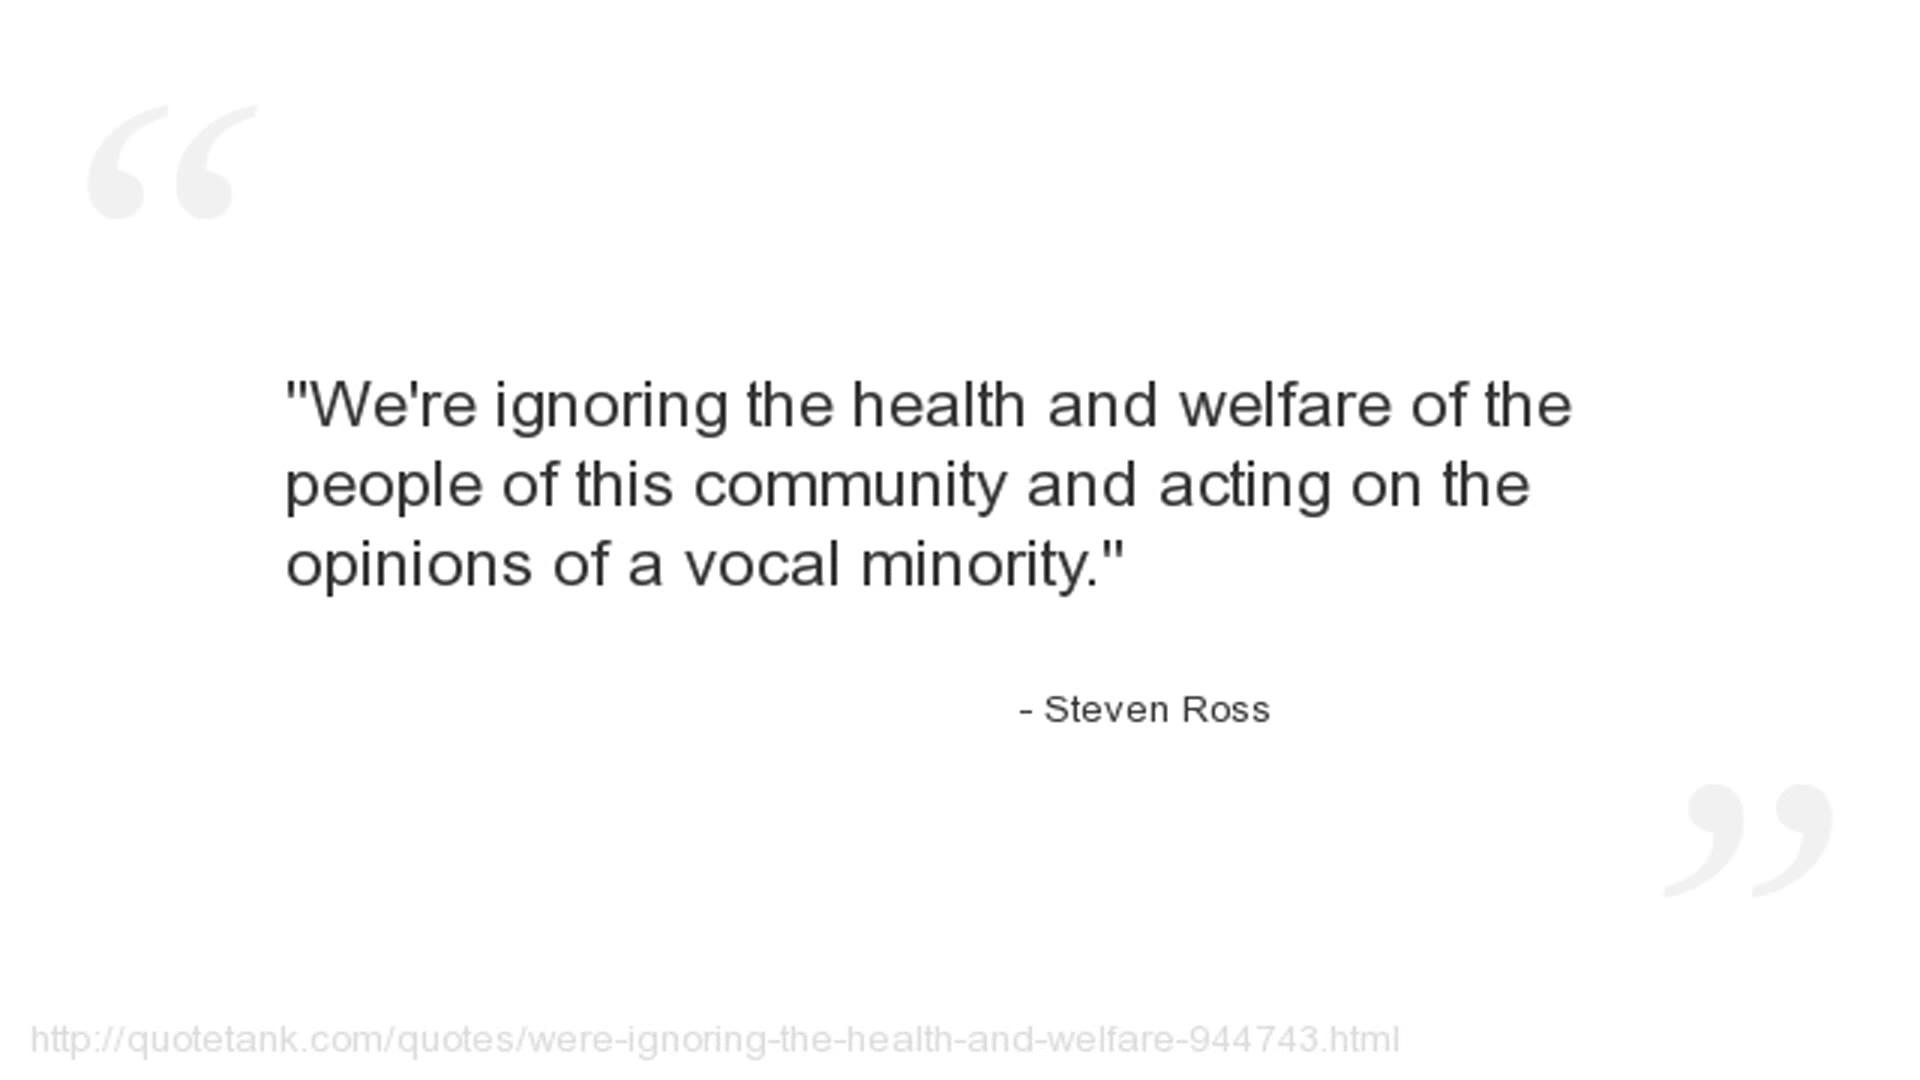 "We're ignoring the health and welfare of the
people of this community and acting on the
opinions of a vocal minority."
- Steven Ross
http://quotetank.com/quotes/were-ignoring-the-health-and-welfare-944743.html